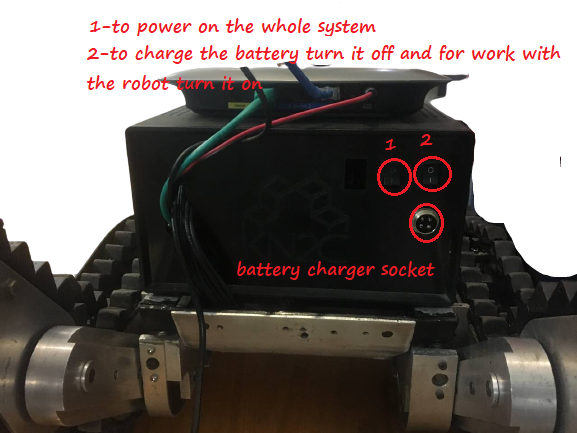 1-to power on the whole system
2-to charge the battery turn it off and for work with
the robot turn it on
1 2
battery charger socket